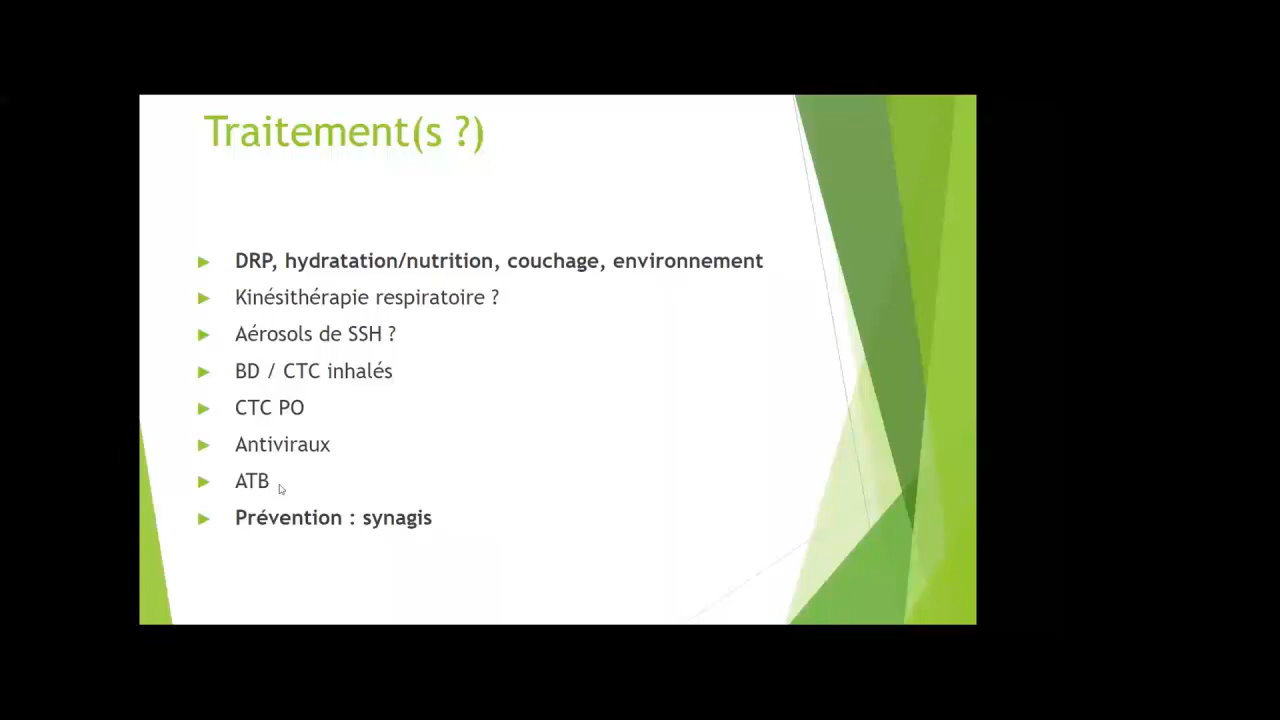 Traitement(s ?)
DRP, hydratation/nutrition, couchage, environnement
Kinésithérapie respiratoire ?
Aérosols de SSH ?
BD / CTC inhalés
CTC PO
Antiviraux
ATB
Prévention : synagis